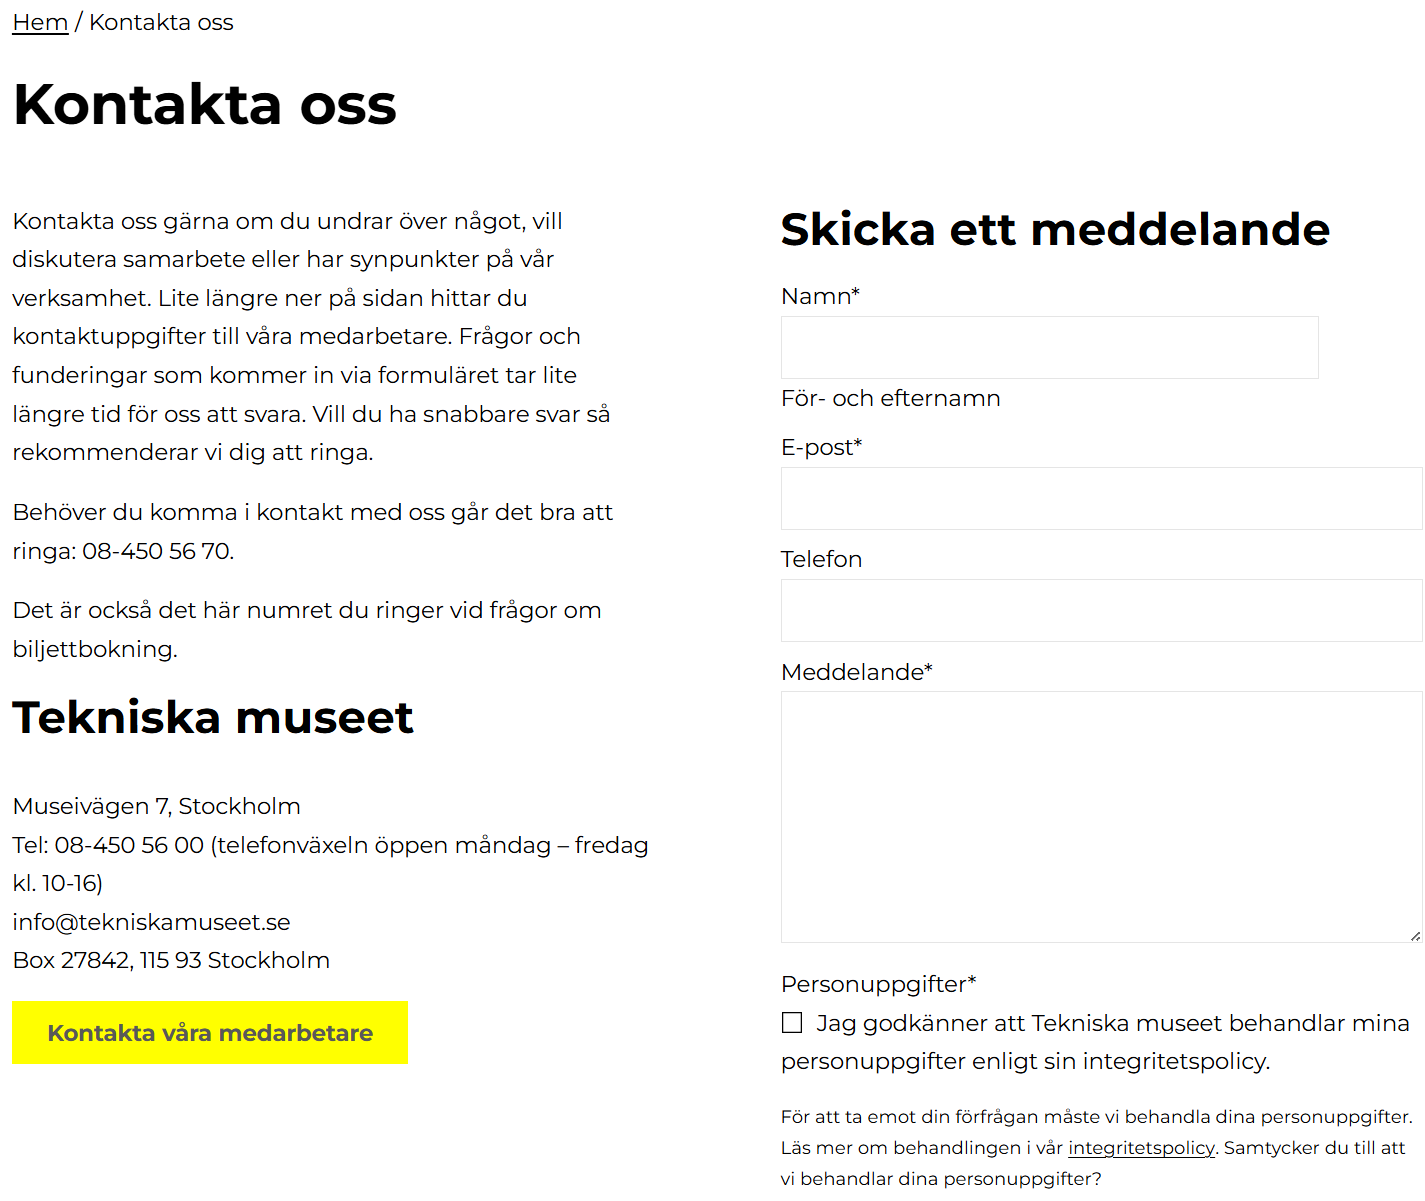 Hem / Kontakta oss
Kontakta oss
Kontakta oss gärna om du undrar över något, vill
diskutera samarbete eller har synpunkter på vår
verksamhet. Lite längre ner på sidan hittar du
kontaktuppgifter till våra medarbetare. Frågor och
funderingar som kommer in via formuläret tar lite
längre tid för oss att svara. Vill du ha snabbare svar så
rekommenderar vi dig att ringa.
Behöver du komma i kontakt med oss går det bra att
ringa: 08-450 56 70.
Det är också det här numret du ringer vid frågor om
biljettbokning.
Tekniska museet
Museivägen 7, Stockholm
Tel: 08-450 56 00 (telefonväxeln öppen måndag – fredag
kl. 10-16)
info@tekniskamuseet.se
Box 27842, 115 93 Stockholm
Kontakta våra medarbetare
Skicka ett meddelande
Namn*
För- och efternamn
E-post*
Telefon
Meddelande*
Personuppgifter*
Jag godkänner att Tekniska museet behandlar mina
personuppgifter enligt sin integritetspolicy.
För att ta emot din förfrågan måste vi behandla dina personuppgifter.
Läs mer om behandlingen i vår integritetspolicy. Samtycker du till att
vi behandlar dina personuppgifter?